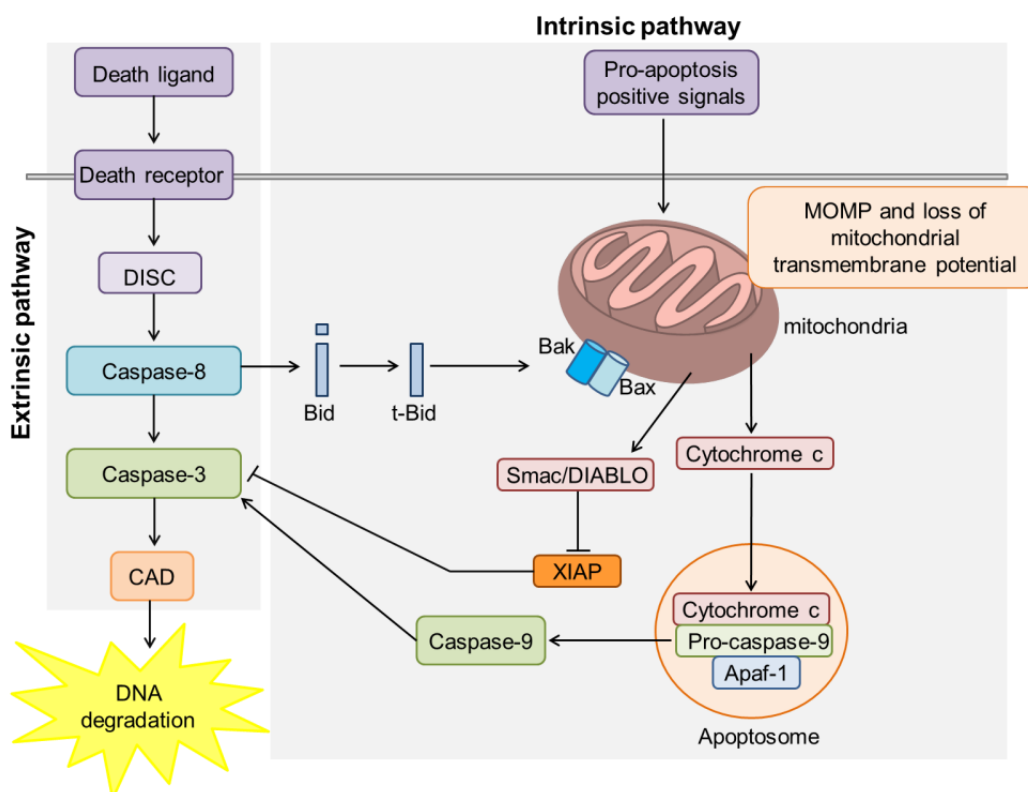 Intrinsic pathway
Extrinsic pathway
Death ligand
Death receptor
DISC
Caspase-8
Caspase-3
CAD
DNA
degradation
Bid
t-Bid
Pro-apoptosis
positive signals
MOMP and loss of
mitochondrial
transmembrane potential
mitochondria
Bak
Bax
Smac/DIABLO
XIAP
Cytochrome c
Caspase-9
Cytochrome c
Pro-caspase-9
Apaf-1
Apoptosome